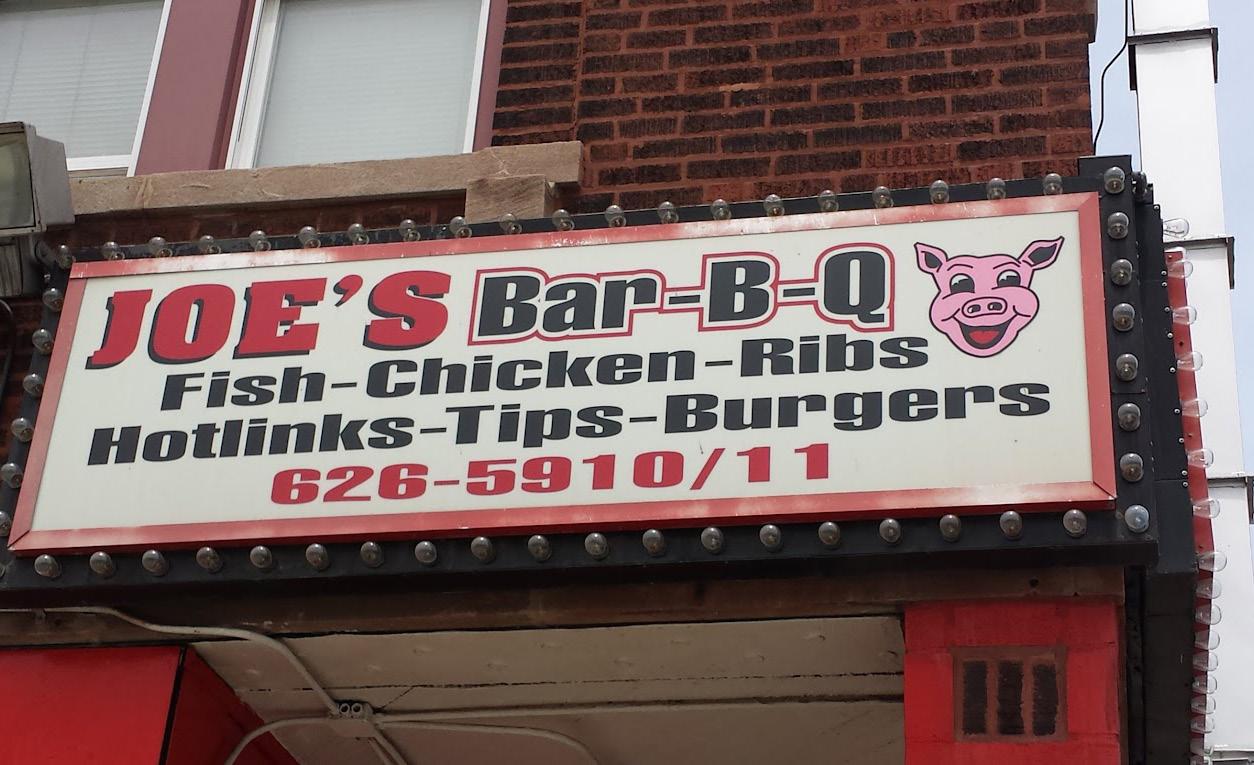 JOE'S Bar-B-Q
Fish-Chicken-Ribs
Hotlinks-Tips-Burgers
626-5910/11